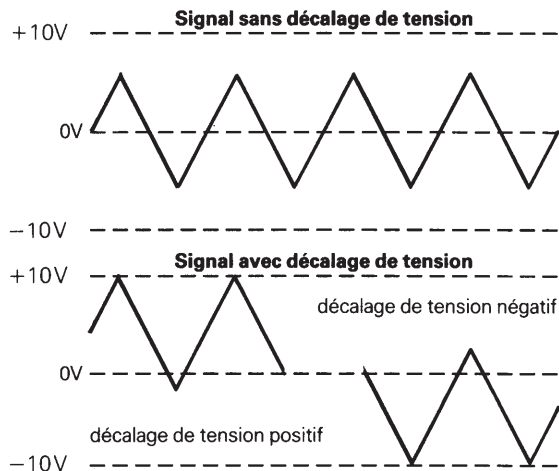 Signal sans décalage de tension
+10V
0V
−10V
Signal avec décalage de tension
+10V
décalage de tension négatif
0V
décalage de tension positif
−10V